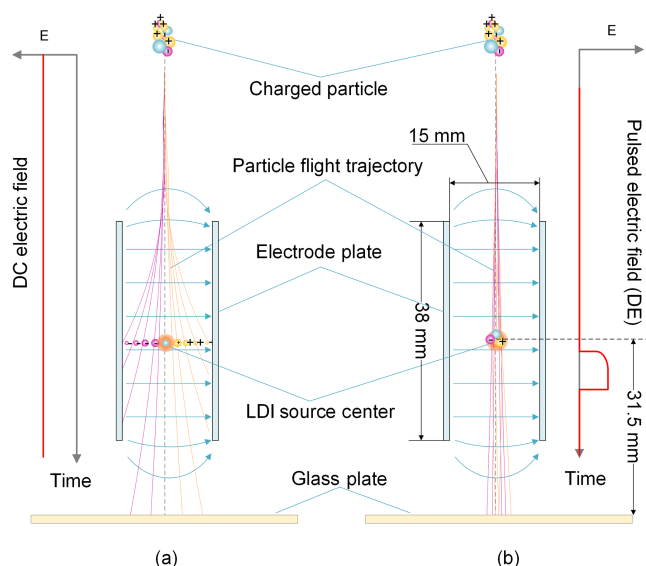 E
E
Charged particle
15 mm
Particle flight trajectory
DC electric field
Pulsed electric field (DE)
Electrode plate
38 mm
LDI source center
31.5 mm
Time
Glass plate
Time
(a)
(b)